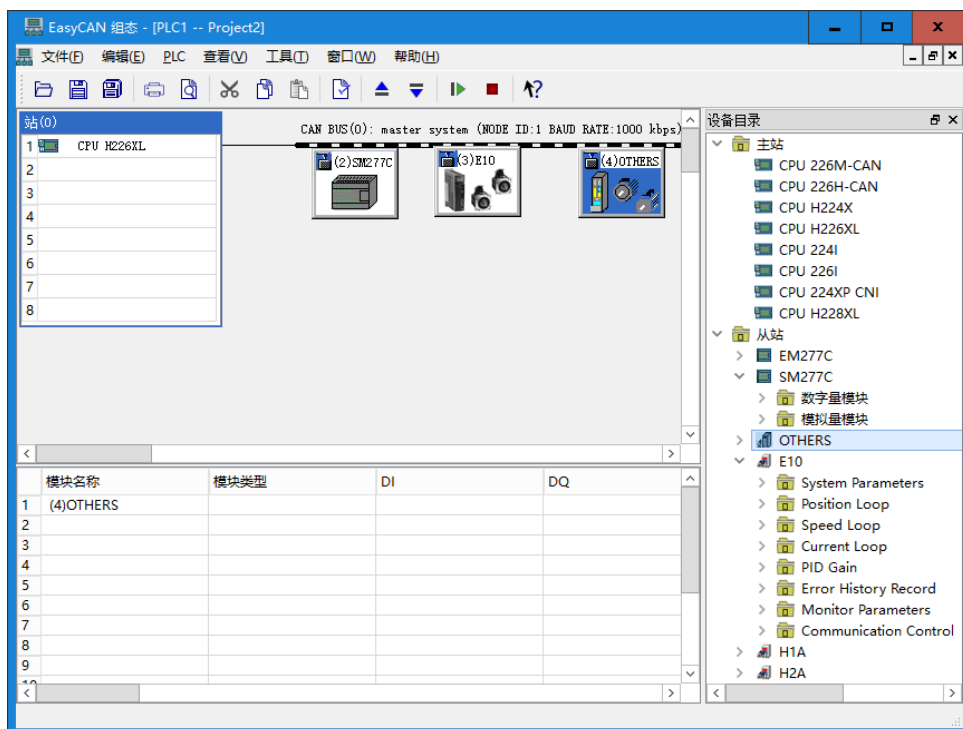 EasyCAN 组态 - [PLC1 -- Project2]
文件(F) 编辑(E) PLC 查看(V) 工具(T) 窗口(W) 帮助(H)
站(0)
1 CPU H226XL
2
3
4
5
6
7
8
CAN BUS(0): master system (NODE ID:1 BAUD RATE:1000 kbps)
(2)SM277C
(3)E10
(4)OTHERS
模块名称 模块类型 DI DQ
1 (4)OTHERS
2
3
4
5
6
7
8
9
10
设备目录
主站
CPU 226M-CAN
CPU 226H-CAN
CPU H224X
CPU H226XL
CPU 224I
CPU 226I
CPU 224XP CNI
CPU H228XL
从站
EM277C
SM277C
数字量模块
模拟量模块
OTHERS
E10
System Parameters
Position Loop
Speed Loop
Current Loop
PID Gain
Error History Record
Monitor Parameters
Communication Control
H1A
H2A